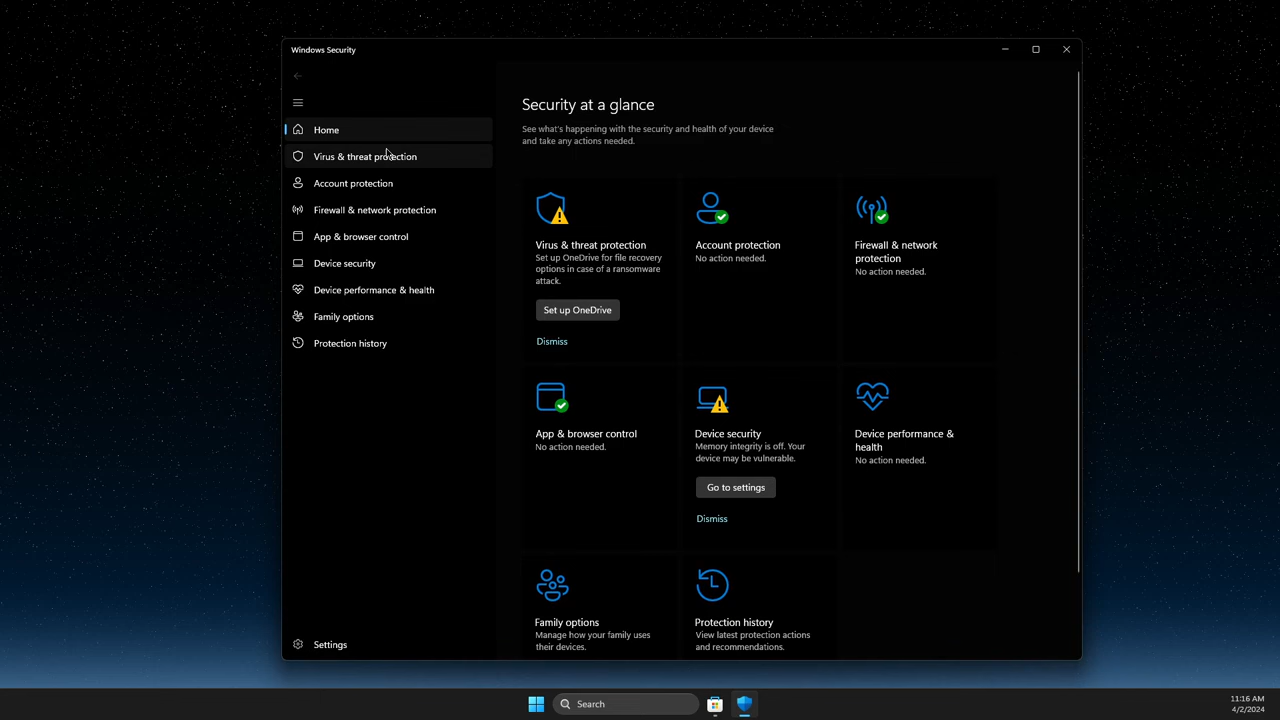 Windows Security
Home
Virus & threat protection
Account protection
Firewall & network protection
App & browser control
Device security
Device performance & health
Family options
Protection history
Settings
Security at a glance
See what's happening with the security and health of your device
and take any actions needed.
Virus & threat protection
Set up OneDrive for file recovery
options in case of a ransomware
attack.
Set up OneDrive
Dismiss
Account protection
No action needed.
Firewall & network
protection
No action needed.
App & browser control
No action needed.
Device security
Memory integrity is off. Your
device may be vulnerable.
Go to settings
Dismiss
Device performance &
health
No action needed.
Family options
Manage how your family uses
their devices.
Protection history
View latest protection actions
and recommendations.
Search
11:16 AM
4/2/2024